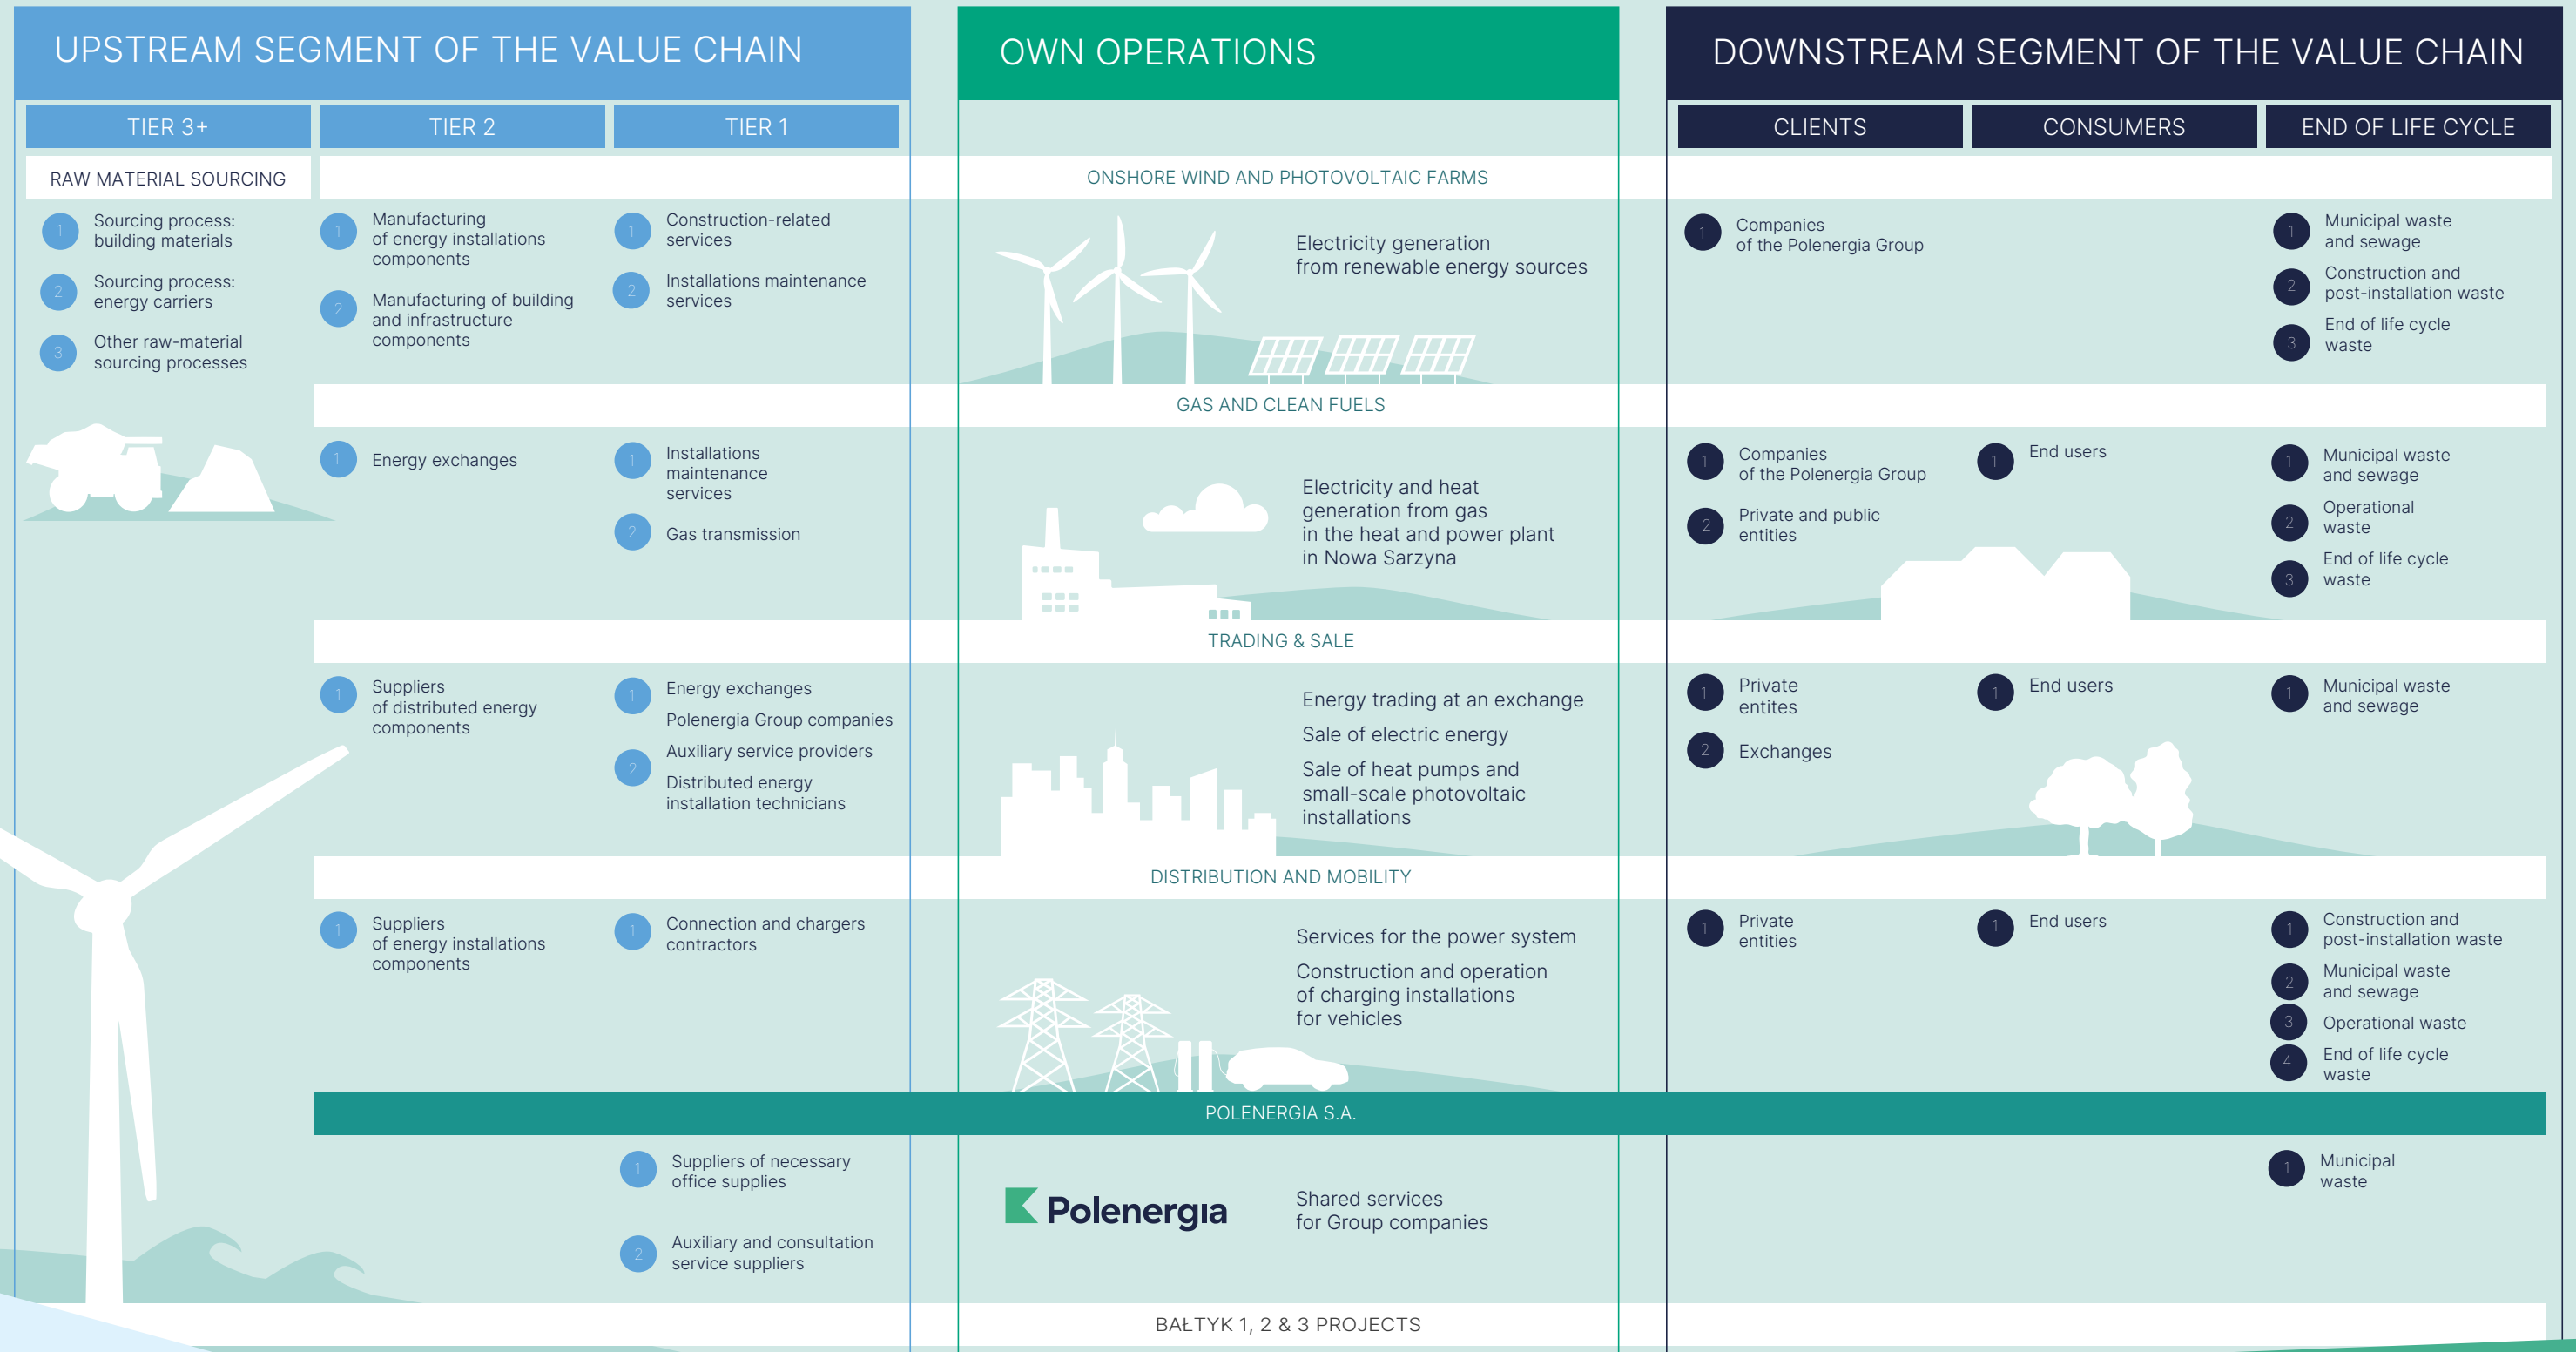 UPSTREAM SEGMENT OF THE VALUE CHAIN
OWN OPERATIONS
DOWNSTREAM SEGMENT OF THE VALUE CHAIN
TIER 3+
TIER 2
TIER 1
CLIENTS
CONSUMERS
END OF LIFE CYCLE
RAW MATERIAL SOURCING
ONSHORE WIND AND PHOTOVOLTAIC FARMS
1 Sourcing process:
building materials
2 Sourcing process:
energy carriers
3 Other raw-material
sourcing processes
1 Manufacturing
of energy installations
components
2 Manufacturing of building
and infrastructure
components
1 Construction-related
services
2 Installations maintenance
services
Electricity generation
from renewable energy sources
1 Companies
of the Polenergia Group
1 Municipal waste
and sewage
2 Construction and
post-installation waste
3 End of life cycle
waste
GAS AND CLEAN FUELS
1 Energy exchanges
1 Installations
maintenance
services
2 Gas transmission
Electricity and heat
generation from gas
in the heat and power plant
in Nowa Sarzyna
1 Companies
of the Polenergia Group
2 Private and public
entities
1 End users
1 Municipal waste
and sewage
2 Operational
waste
3 End of life cycle
waste
TRADING & SALE
1 Suppliers
of distributed energy
components
1 Energy exchanges
Polenergia Group companies
2 Auxiliary service providers
Distributed energy
installation technicians
Energy trading at an exchange
Sale of electric energy
Sale of heat pumps and
small-scale photovoltaic
installations
1 Private
entites
2 Exchanges
1 End users
1 Municipal waste
and sewage
DISTRIBUTION AND MOBILITY
1 Suppliers
of energy installations
components
1 Connection and chargers
contractors
Services for the power system
Construction and operation
of charging installations
for vehicles
1 Private
entities
1 End users
1 Construction and
post-installation waste
2 Municipal waste
and sewage
3 Operational waste
4 End of life cycle
waste
POLENERGIA S.A.
1 Suppliers of necessary
office supplies
2 Auxiliary and consultation
service suppliers
Polenergia
Shared services
for Group companies
1 Municipal
waste
BAŁTYK 1, 2 & 3 PROJECTS